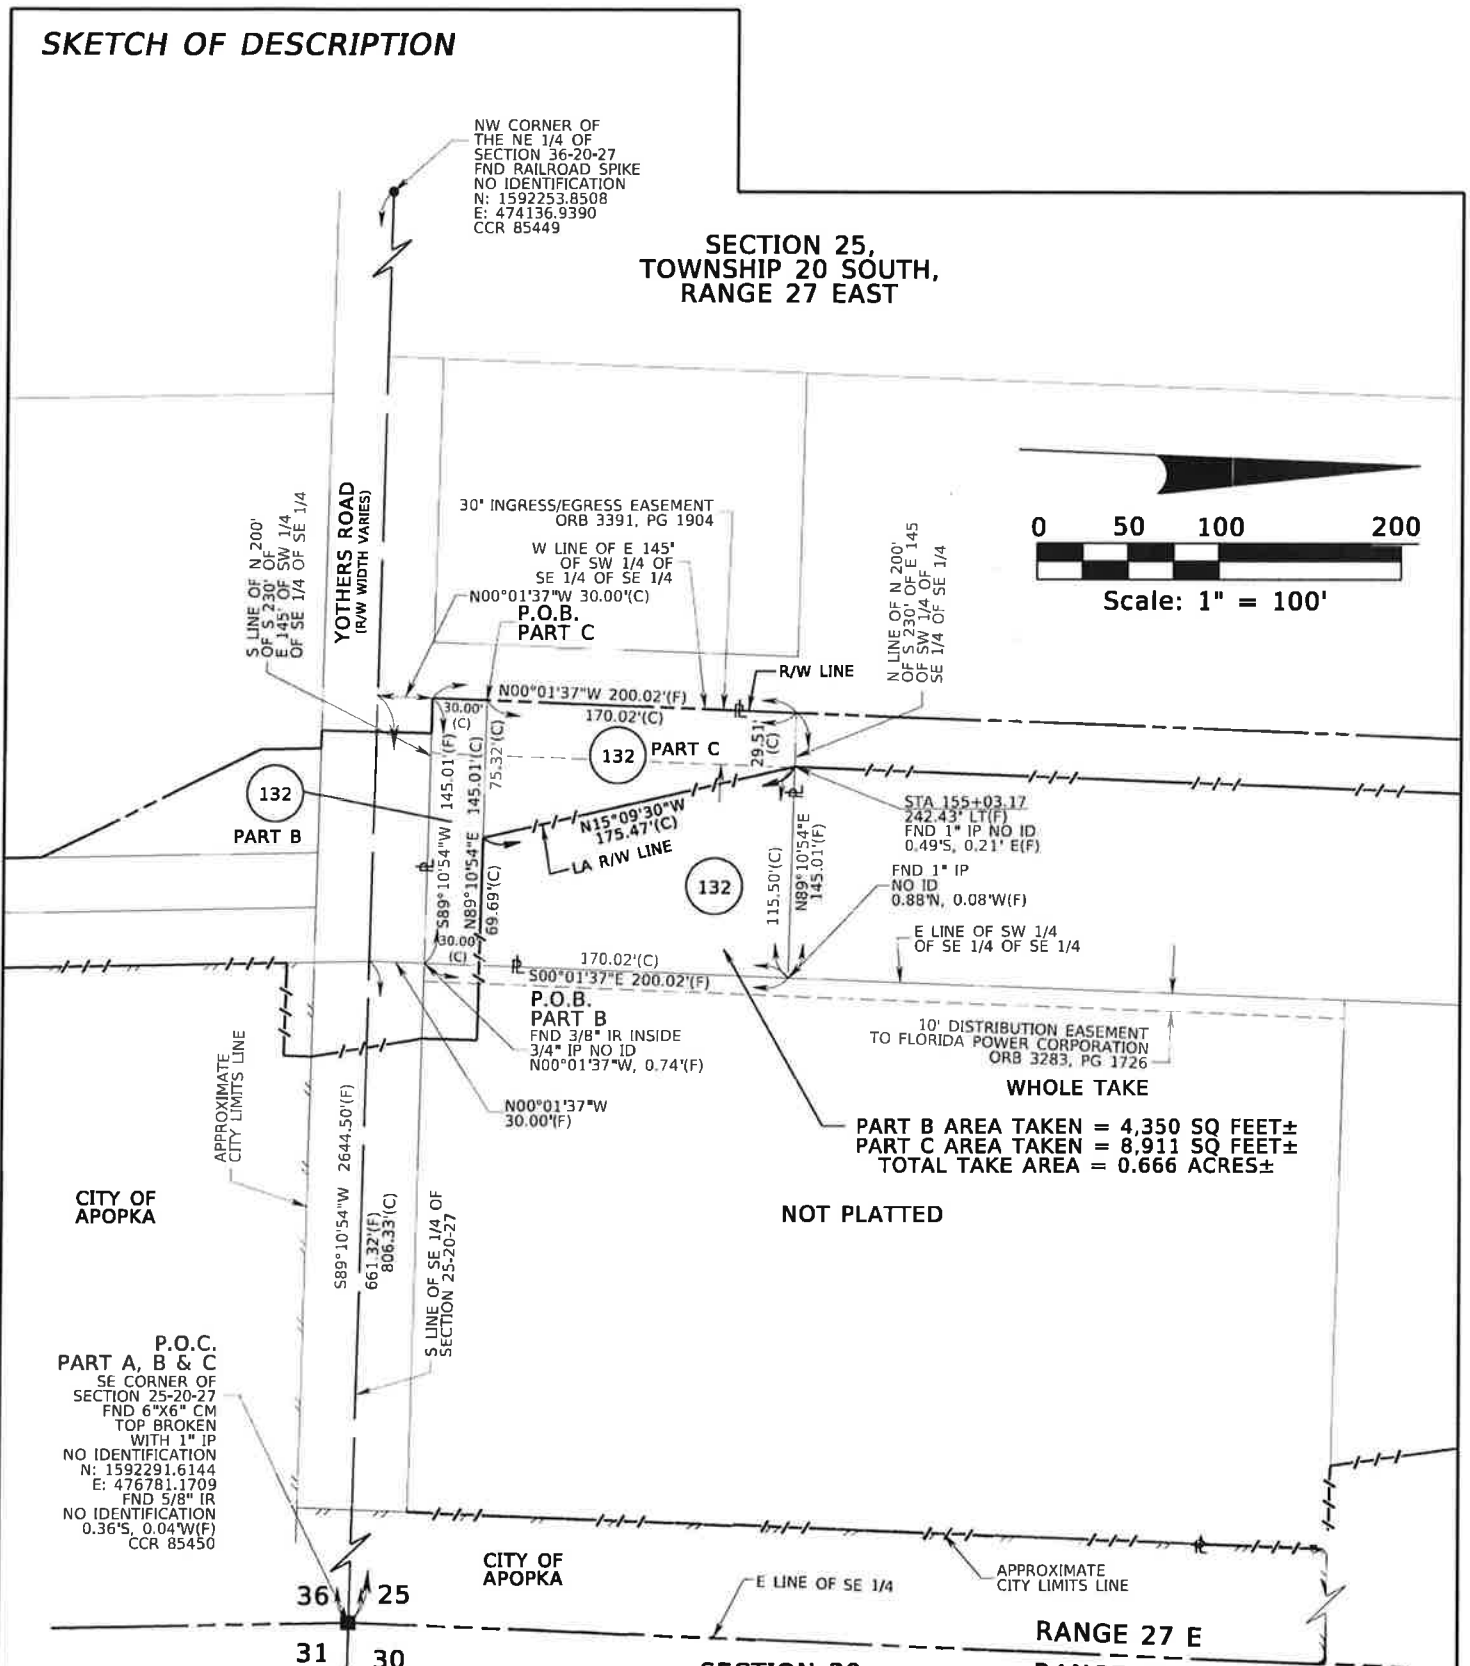 SKETCH OF DESCRIPTION
NW CORNER OF
THE NE 1/4 OF
SECTION 36-20-27
FND RAILROAD SPIKE
NO IDENTIFICATION
N: 1592253.8508
E: 474136.9390
CCR 85449
SECTION 25,
TOWNSHIP 20 SOUTH,
RANGE 27 EAST
0 50 100 200
Scale: 1" = 100'
S LINE OF N 200'
OF S 230' OF
E 145' OF SW 1/4
OF SE 1/4 OF SE 1/4
YOTHERS ROAD
(R/W WIDTH VARIES)
30' INGRESS/EGRESS EASEMENT
ORB 3391, PG 1904
W LINE OF E 145'
OF SW 1/4 OF
SE 1/4 OF SE 1/4
N00°01'37"W 30.00'(C)
P.O.B.
PART C
N LINE OF N 200'
OF S 230' OF E 145
OF SW 1/4 OF
SE 1/4 OF SE 1/4
R/W LINE
N00°01'37"W 200.02'(F)
170.02'(C)
30.00'
(C)
132
PART C
29.51'
(C)
132
PART B
S89°10'54"W 145.01'(F)
N89°10'54"E 145.01'(C)
75.32'(C)
69.69'(C)
N15°09'30"W
175.47'(C)
LA R/W LINE
STA 155+03.17
242.43' LT(F)
FND 1" IP NO ID
0.49'S, 0.21' E(F)
132
115.50'(C)
N89°10'54"E
145.01'(F)
FND 1" IP
NO ID
0.88'N, 0.08'W(F)
E LINE OF SW 1/4
OF SE 1/4 OF SE 1/4
30.00'
(C)
170.02'(C)
S00°01'37"E 200.02'(F)
P.O.B.
PART B
FND 3/8" IR INSIDE
3/4" IP NO ID
N00°01'37"W, 0.74'(F)
N00°01'37"W
30.00'(F)
10' DISTRIBUTION EASEMENT
TO FLORIDA POWER CORPORATION
ORB 3283, PG 1726
WHOLE TAKE
PART B AREA TAKEN = 4,350 SQ FEET±
PART C AREA TAKEN = 8,911 SQ FEET±
TOTAL TAKE AREA = 0.666 ACRES±
NOT PLATTED
APPROXIMATE
CITY LIMITS LINE
CITY OF
APOPKA
S89°10'54"W 2644.50'(F)
661.32'(F)
806.33'(C)
S LINE OF SE 1/4 OF
SECTION 25-20-27
P.O.C.
PART A, B & C
SE CORNER OF
SECTION 25-20-27
FND 6"X6" CM
TOP BROKEN
WITH 1" IP
NO IDENTIFICATION
N: 1592291.6144
E: 476781.1709
FND 5/8" IR
NO IDENTIFICATION
0.36'S, 0.04'W(F)
CCR 85450
CITY OF
APOPKA
APPROXIMATE
CITY LIMITS LINE
E LINE OF SE 1/4
36 25
31 30
RANGE 27 E